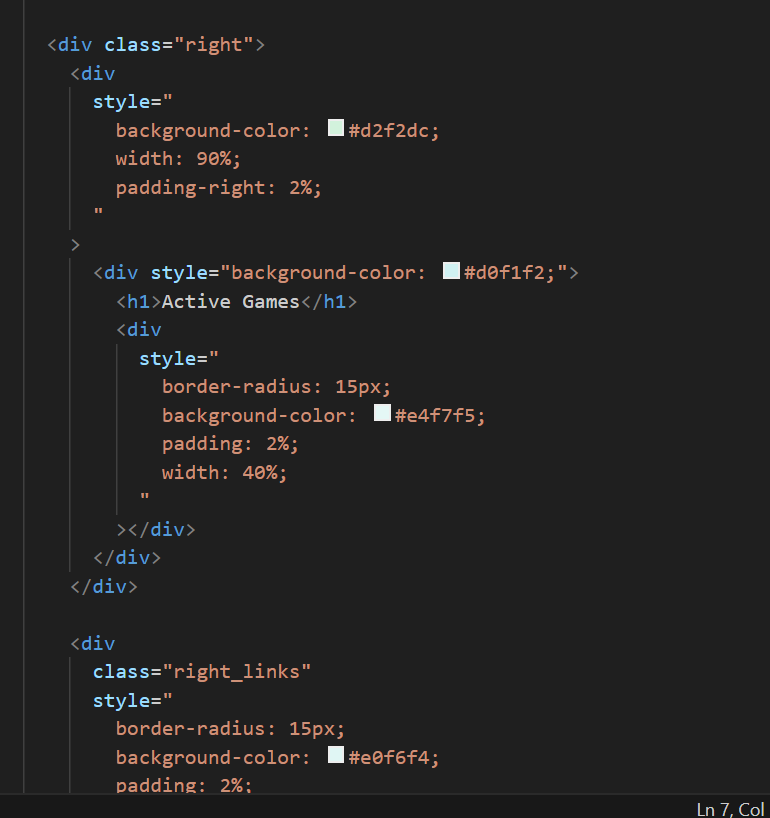 <div class="right">
<div
style="
background-color: #d2f2dc;
width: 90%;
padding-right: 2%;
"
>
<div style="background-color: #d0f1f2;">
<h1>Active Games</h1>
<div
style="
border-radius: 15px;
background-color: #e4f7f5;
padding: 2%;
width: 40%;
"
></div>
</div>
</div>
<div
class="right_links"
style="
border-radius: 15px;
background-color: #e0f6f4;
padding: 2%;
Ln 7, Col